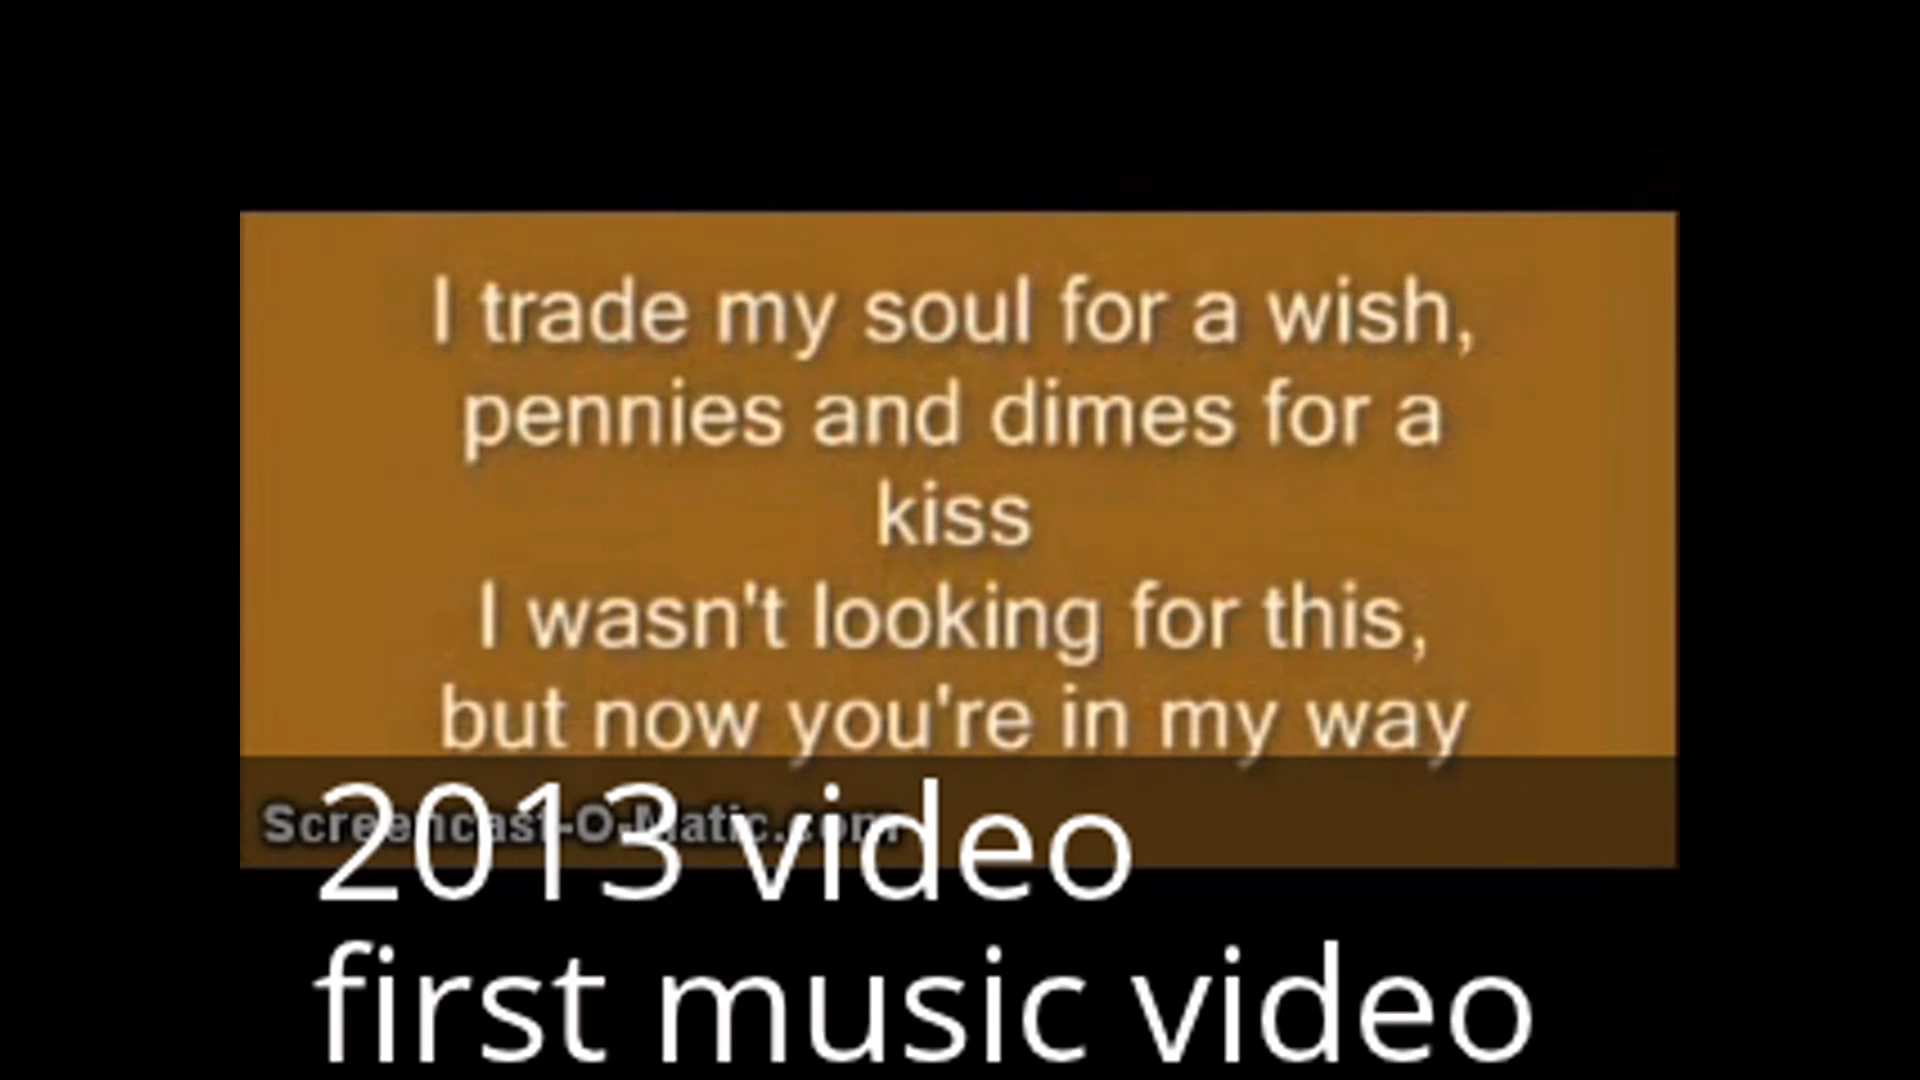 I trade my soul for a wish,
pennies and dimes for a
kiss
I wasn't looking for this,
but now you're in my way
Screencast-O-Matic.com
2013 video
first music video